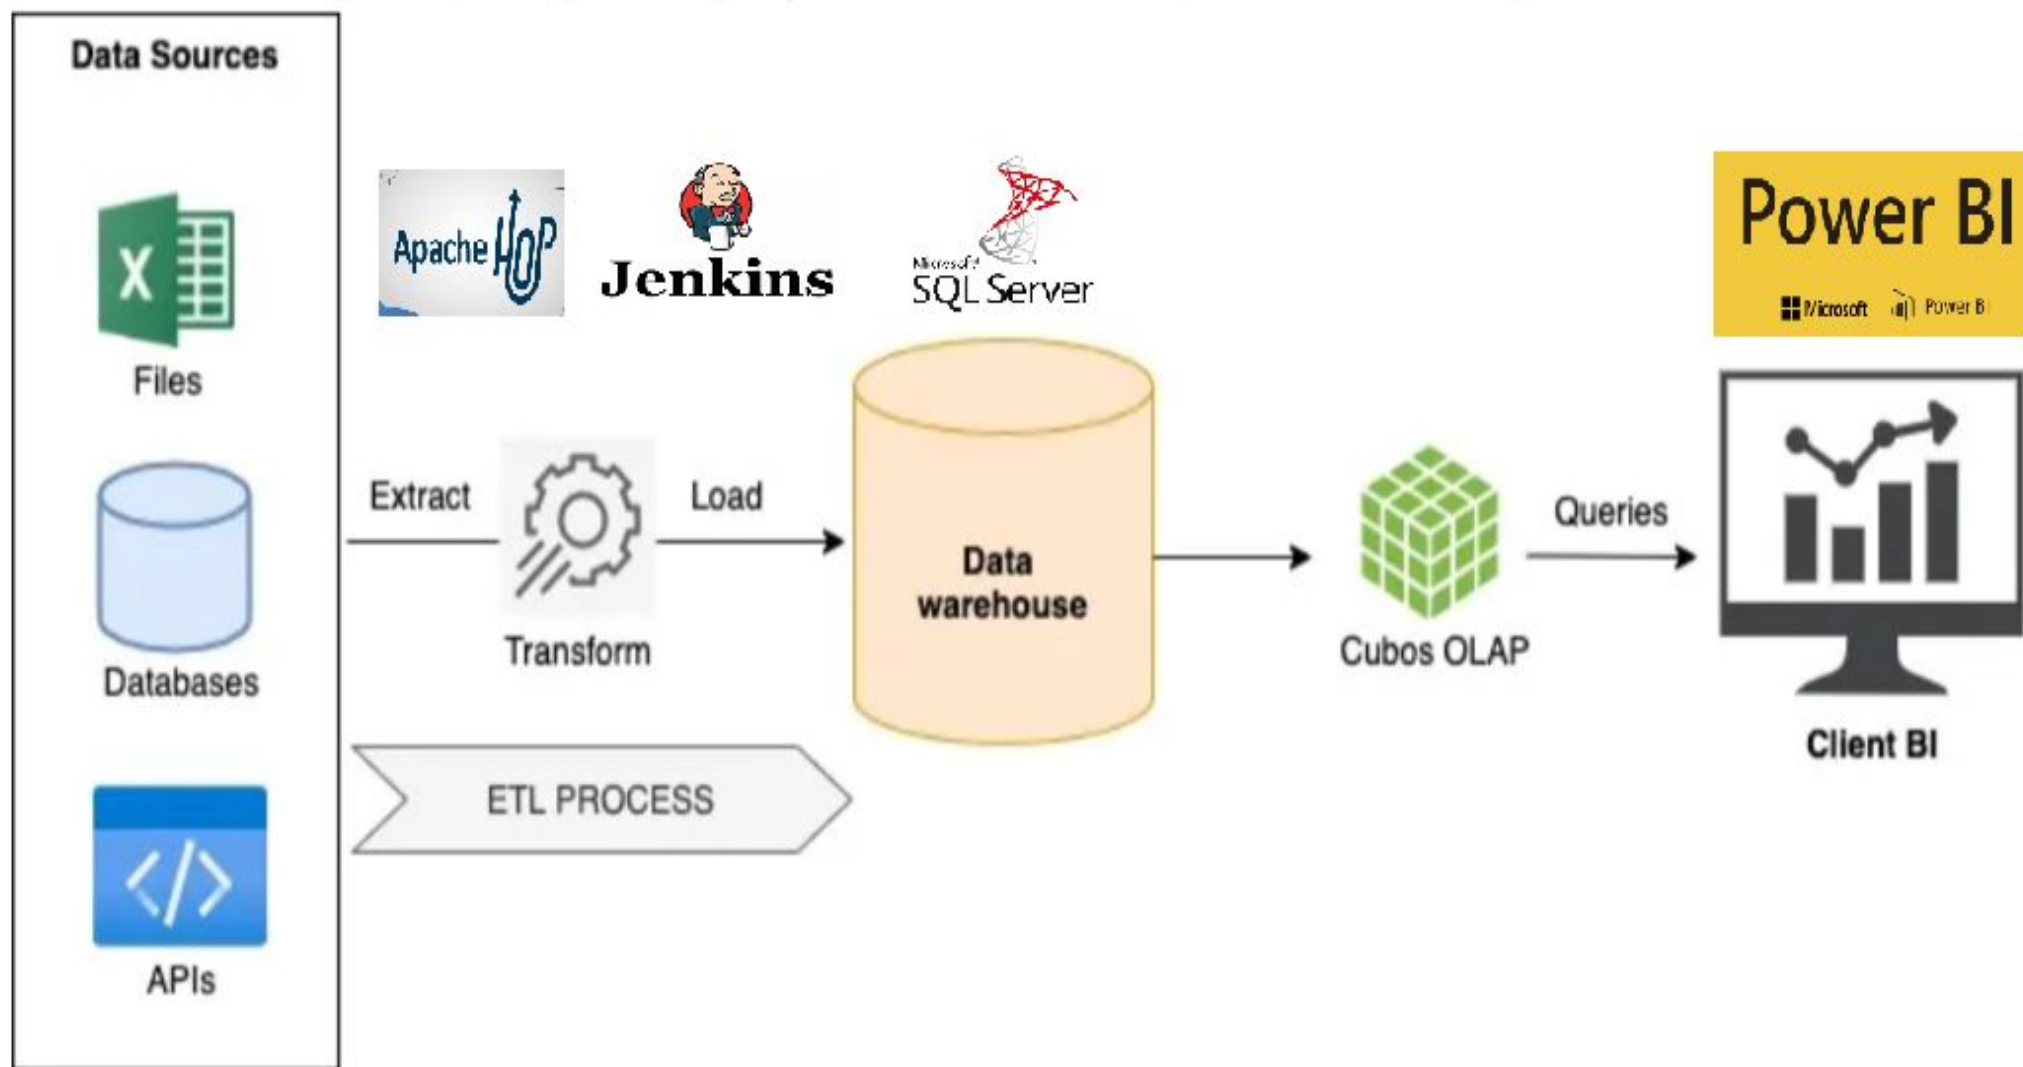 Data Sources
Files
Databases
APIs
Apache HOP
Jenkins
Microsoft
SQL Server
Extract
Load
Transform
ETL PROCESS
Data
warehouse
Cubos OLAP
Queries
Power BI
Microsoft Power BI
Client BI